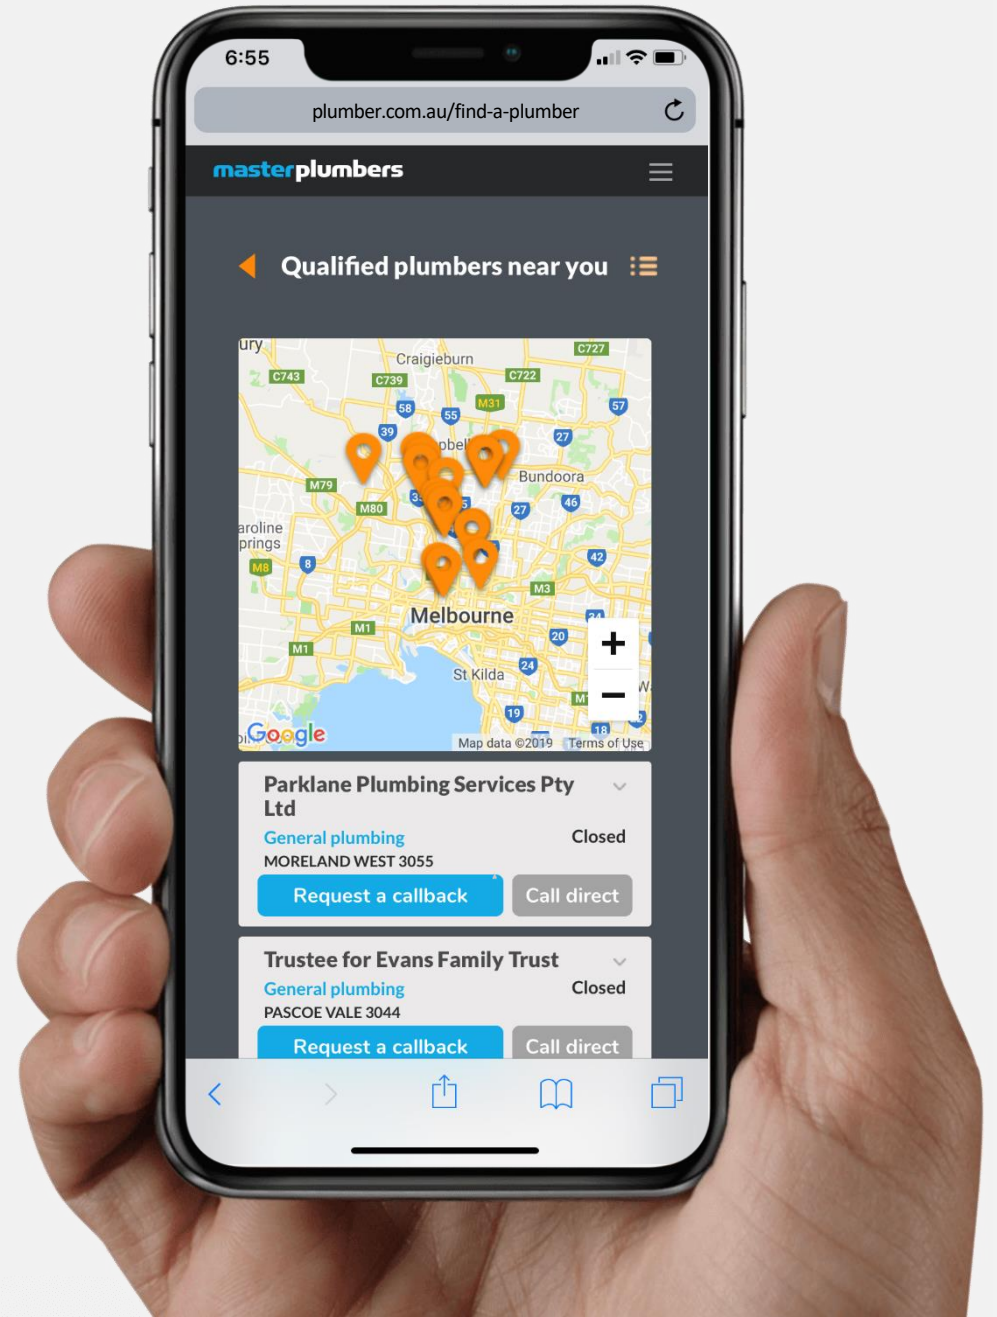 6:55
plumber.com.au/find-a-plumber
masterplumbers
Qualified plumbers near you
ury
Craigieburn
C727
C743
C739
C722
M31
58
55
57
39
27
pbel
Bundoora
M79
M80
46
27
aroline
prings
M8
8
42
M3
Melbourne
M1
20
+
M1
St Kilda
24
−
19
18
Google
Map data ©2019 Terms of Use
Parklane Plumbing Services Pty
Ltd
General plumbing
Closed
MORELAND WEST 3055
Request a callback
Call direct
Trustee for Evans Family Trust
General plumbing
Closed
PASCOE VALE 3044
Request a callback
Call direct